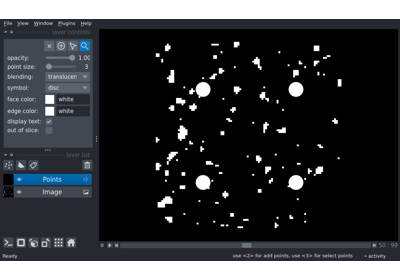 File View Window Plugins Help
layer controls
opacity: 1.00
point size: 3
blending: translucen
symbol: disc
face color: white
edge color: white
display text:
out of slice:
layer list
Points
Image
0 50 99
Ready use <2> for add points, use <3> for select points activity